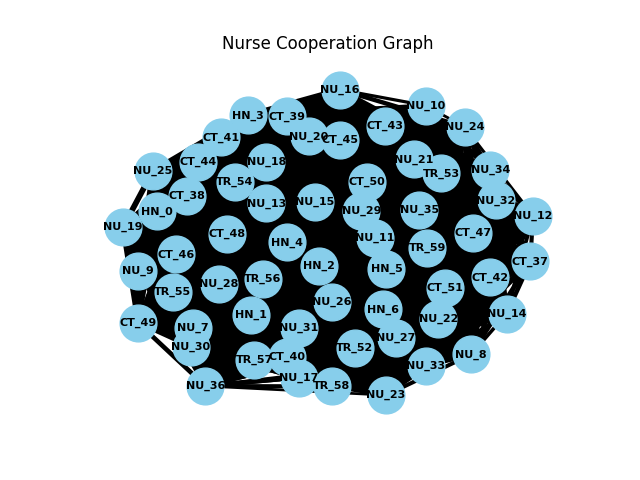 Nurse Cooperation Graph
NU_16
NU_10
HN_3
CT_39
NU_24
CT_43
CT_41
NU_20
CT_45
NU_21
CT_44
NU_18
NU_34
NU_25
TR_53
TR_54
CT_50
CT_38
NU_32
NU_13
NU_15
HN_0
NU_29
NU_35
NU_12
NU_19
CT_48
CT_47
NU_11
HN_4
TR_59
CT_46
CT_37
HN_2
HN_5
NU_9
CT_42
TR_56
NU_28
CT_51
TR_55
NU_26
HN_6
NU_14
HN_1
NU_22
CT_49
NU_7
NU_31
NU_27
NU_30
TR_52
NU_8
CT_40
TR_57
NU_33
NU_17
NU_36
TR_58
NU_23